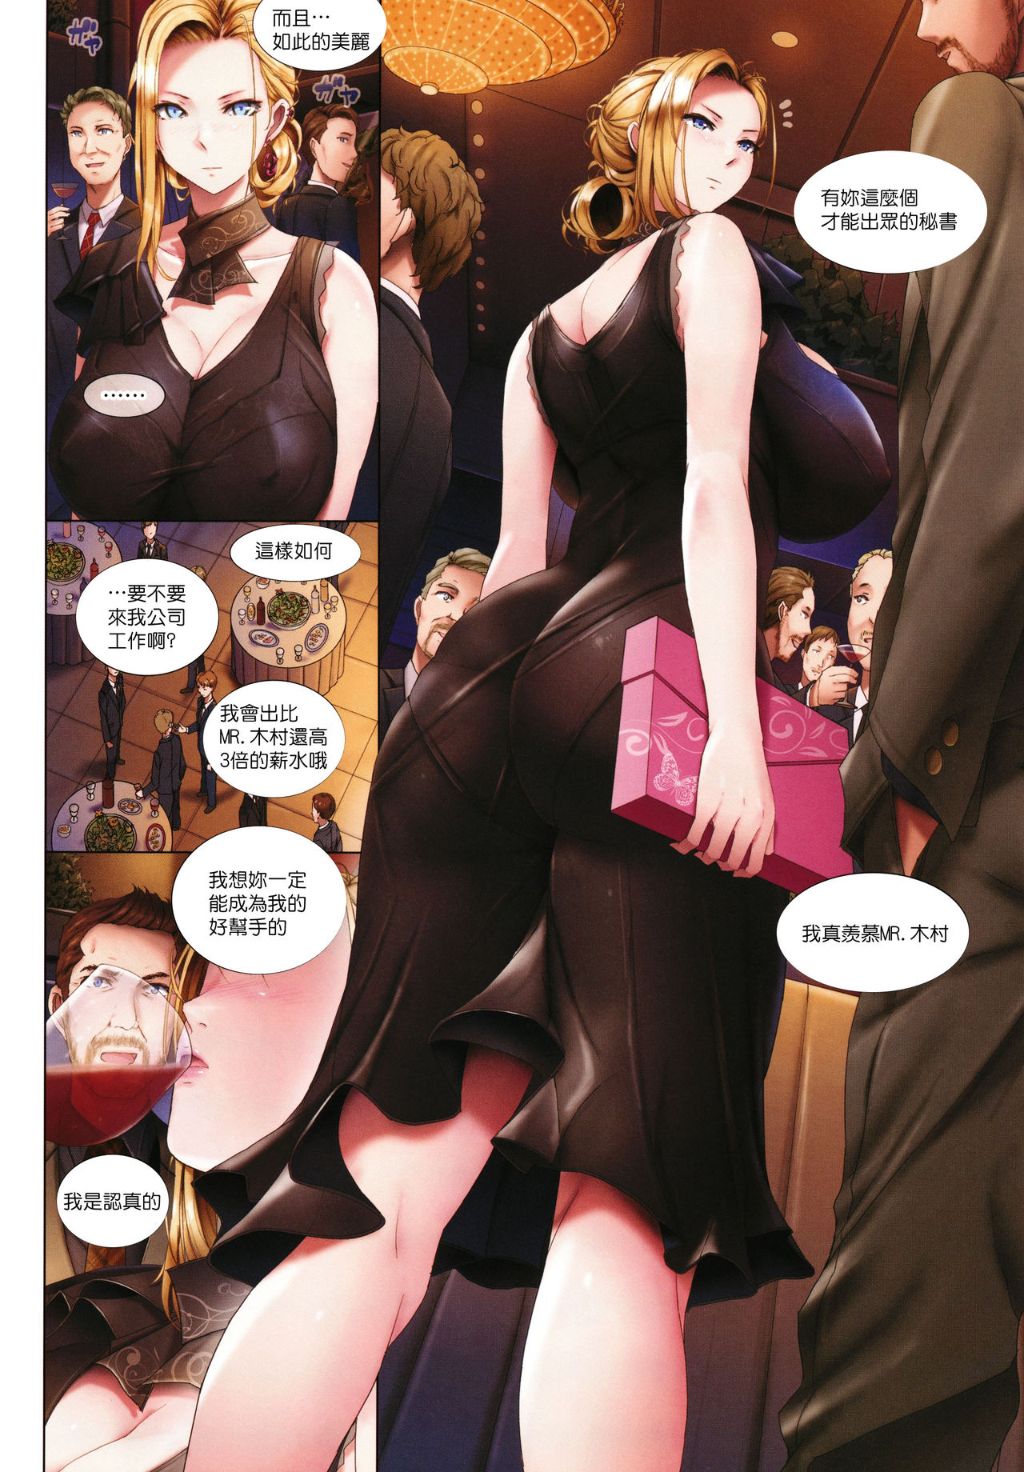 有妳這麼個
才能出眾的秘書
我真羨慕MR.木村
而且…
如此的美麗
ガヤ
ガヤ
……
這樣如何
…要不要
來我公司
工作啊?
我會出比
MR.木村還高
3倍的薪水哦
我想妳一定
能成為我的
好幫手的
我是認真的